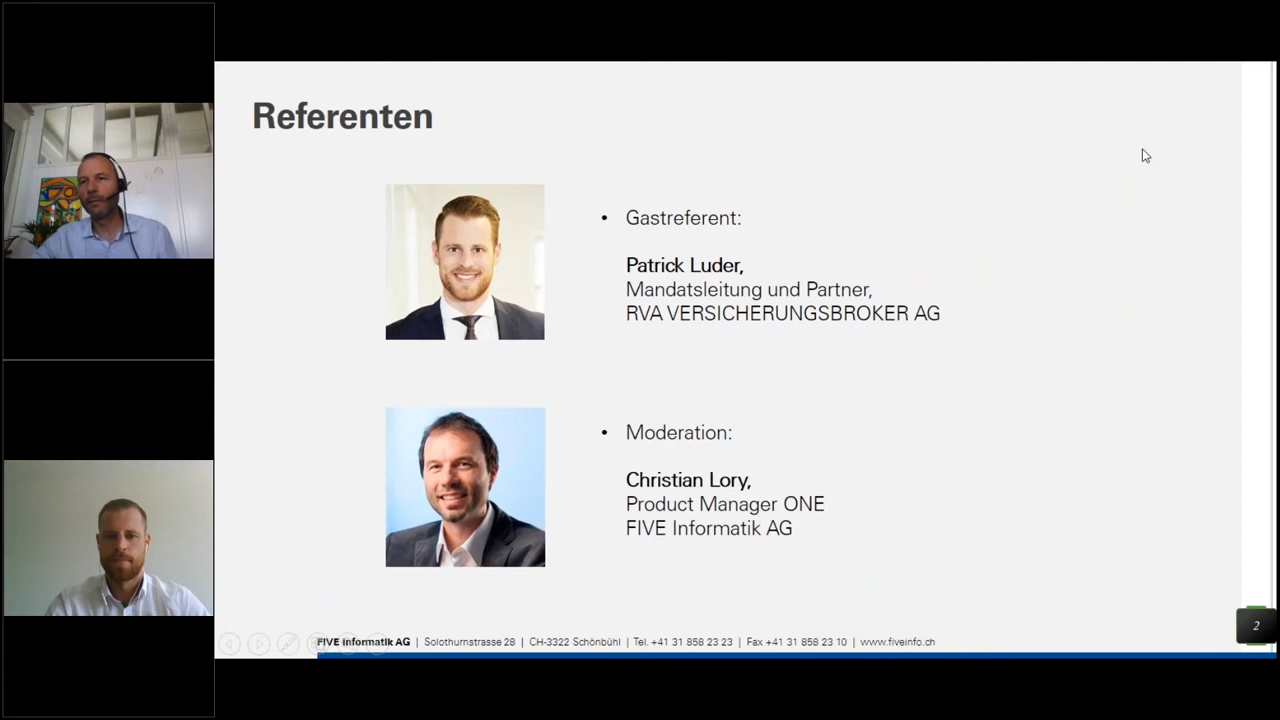 Referenten
• Gastreferent:
Patrick Luder,
Mandatsleitung und Partner,
RVA VERSICHERUNGSBROKER AG
• Moderation:
Christian Lory,
Product Manager ONE
FIVE Informatik AG
FIVE Informatik AG | Solothurnstrasse 28 | CH-3322 Schönbühl | Tel. +41 31 858 23 23 | Fax +41 31 858 23 10 | www.fiveinfo.ch
2